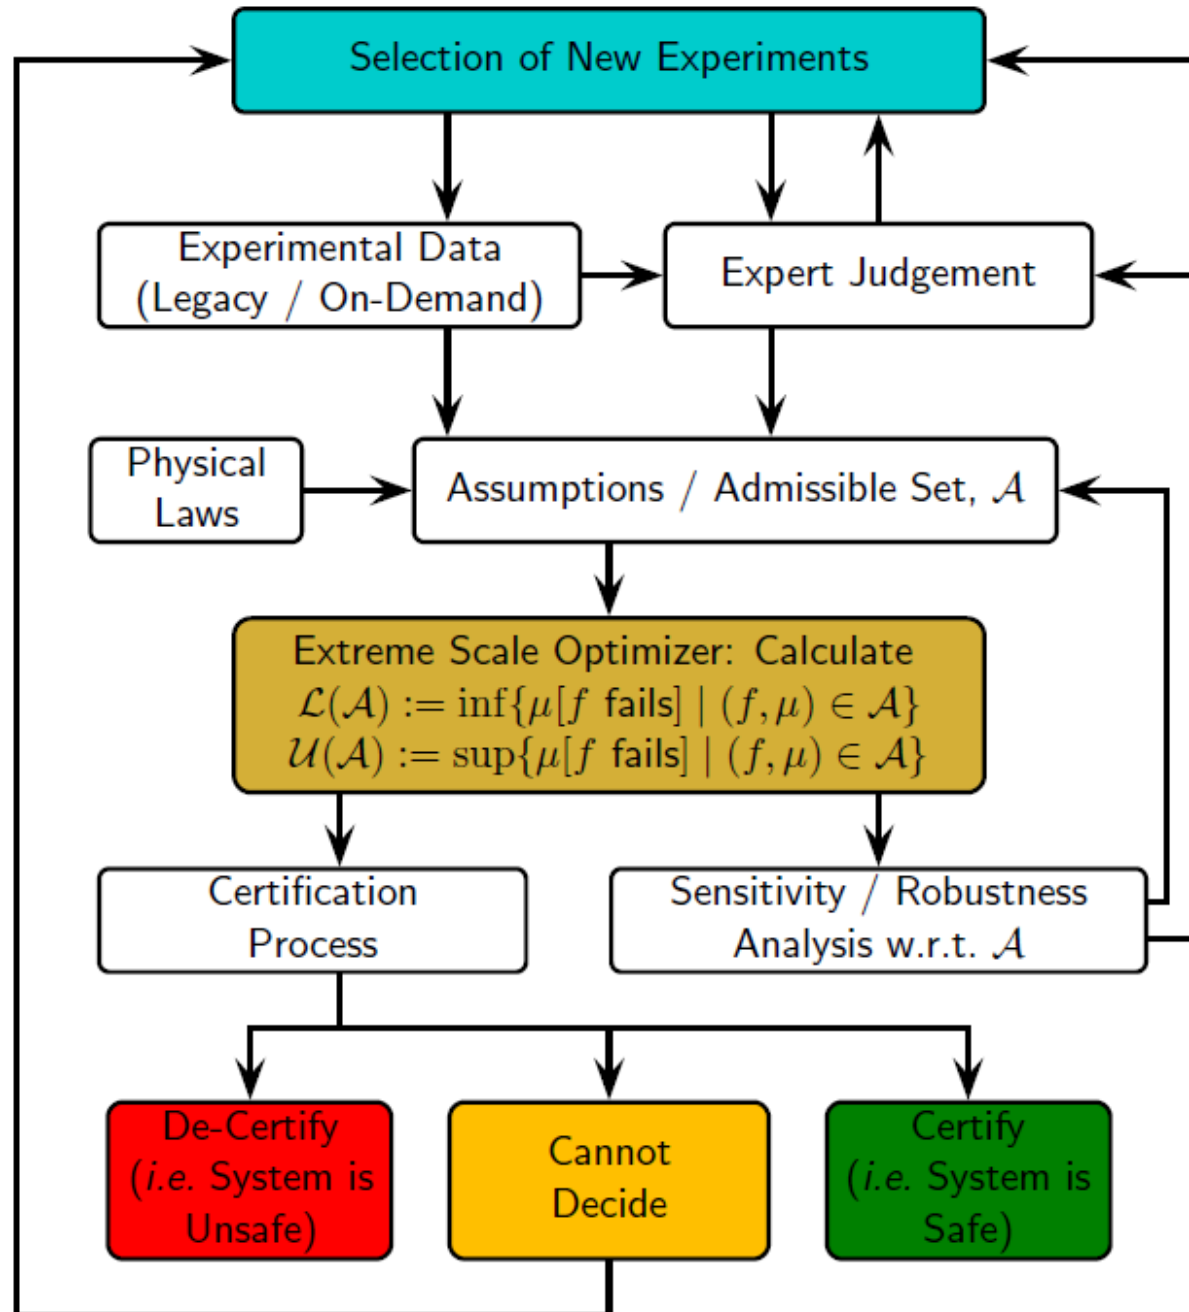 Selection of New Experiments
Experimental Data
(Legacy / On-Demand)
Expert Judgement
Physical
Laws
Assumptions / Admissible Set, 𝒜
Extreme Scale Optimizer: Calculate
ℒ(𝒜) := inf{μ[f fails] | (f, μ) ∈ 𝒜}
𝒰(𝒜) := sup{μ[f fails] | (f, μ) ∈ 𝒜}
Certification
Process
Sensitivity / Robustness
Analysis w.r.t. 𝒜
De-Certify
(i.e. System is
Unsafe)
Cannot
Decide
Certify
(i.e. System is
Safe)